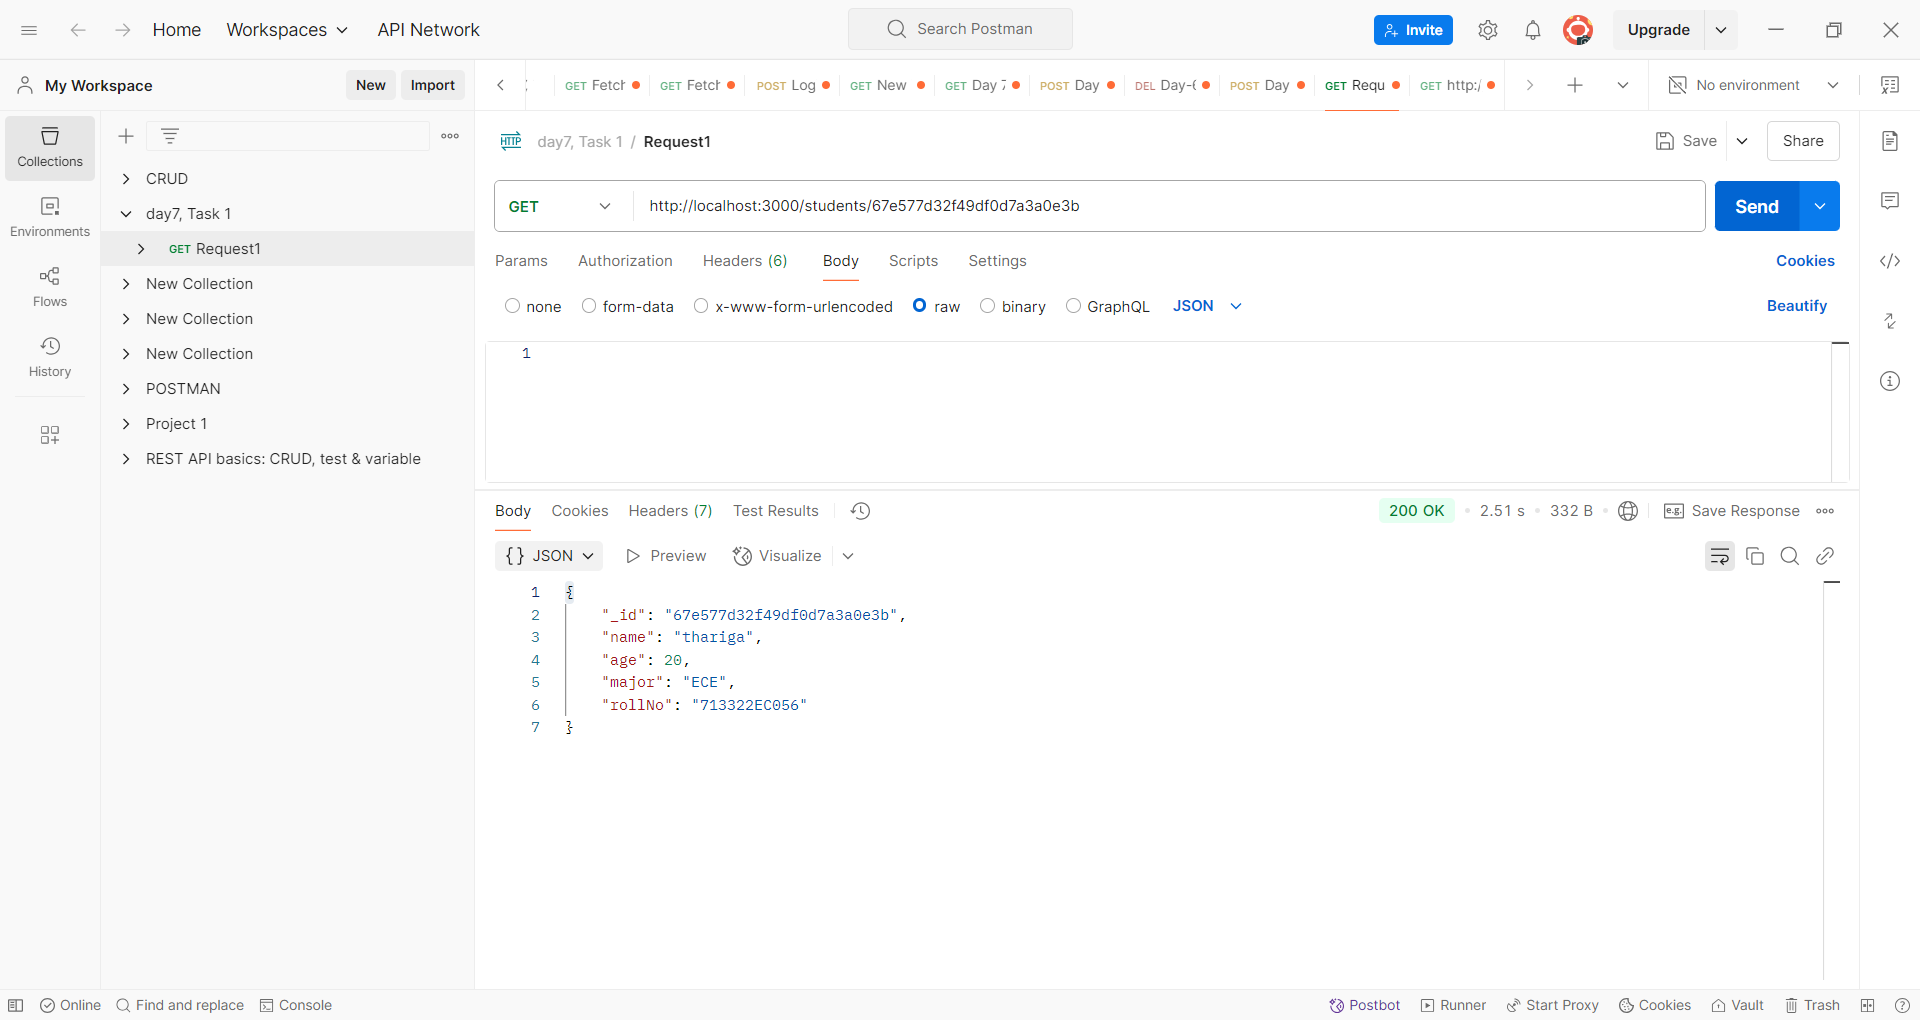 Home Workspaces API Network Search Postman Invite Upgrade
My Workspace New Import GET Fetch GET Fetch POST Log GET New GET Day POST Day DEL Day- POST Day GET Requ GET http:/ No environment
Collections
Environments
Flows
History
CRUD
day7, Task 1
GET Request1
New Collection
New Collection
New Collection
POSTMAN
Project 1
REST API basics: CRUD, test & variable
HTTP day7, Task 1 / Request1 Save Share
GET http://localhost:3000/students/67e577d32f49df0d7a3a0e3b Send
Params Authorization Headers (6) Body Scripts Settings Cookies
none form-data x-www-form-urlencoded raw binary GraphQL JSON Beautify
1
Body Cookies Headers (7) Test Results 200 OK • 2.51 s • 332 B • e.g. Save Response
{} JSON Preview Visualize
1 {
2 "_id": "67e577d32f49df0d7a3a0e3b",
3 "name": "thariga",
4 "age": 20,
5 "major": "ECE",
6 "rollNo": "713322EC056"
7 }
Online Find and replace Console Postbot Runner Start Proxy Cookies Vault Trash